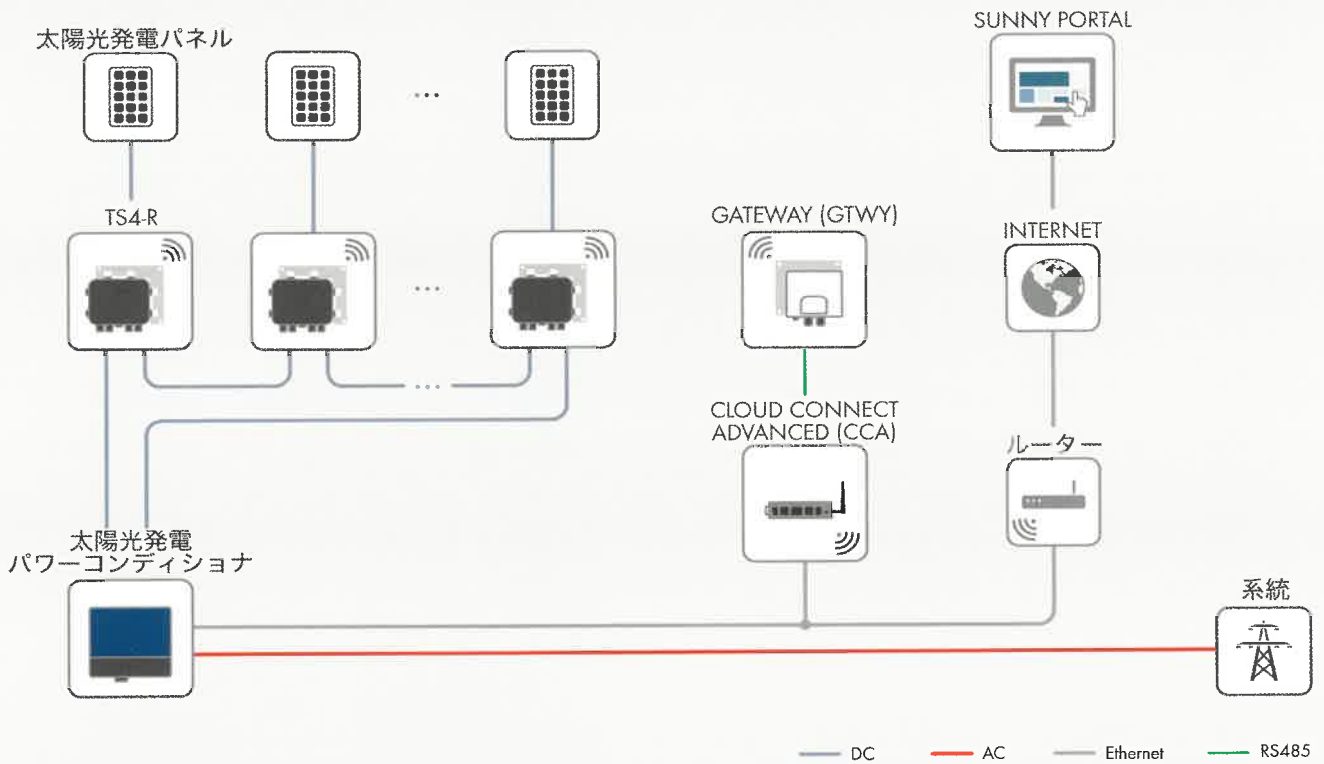 太陽光発電パネル
SUNNY PORTAL
TS4-R
GATEWAY (GTWY)
INTERNET
CLOUD CONNECT
ADVANCED (CCA)
ルーター
太陽光発電
パワーコンディショナ
系統
DC
AC
Ethernet
RS485